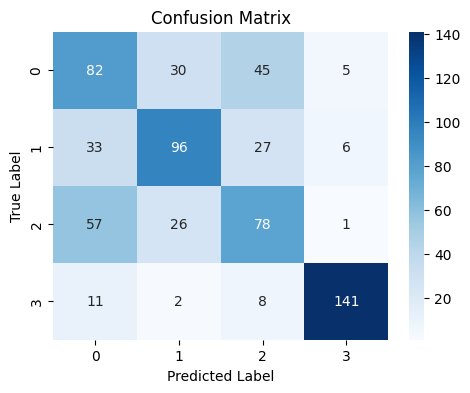 Confusion Matrix
True Label
0 82 30 45 5
1 33 96 27 6
2 57 26 78 1
3 11 2 8 141
0 1 2 3
Predicted Label
140
120
100
80
60
40
20